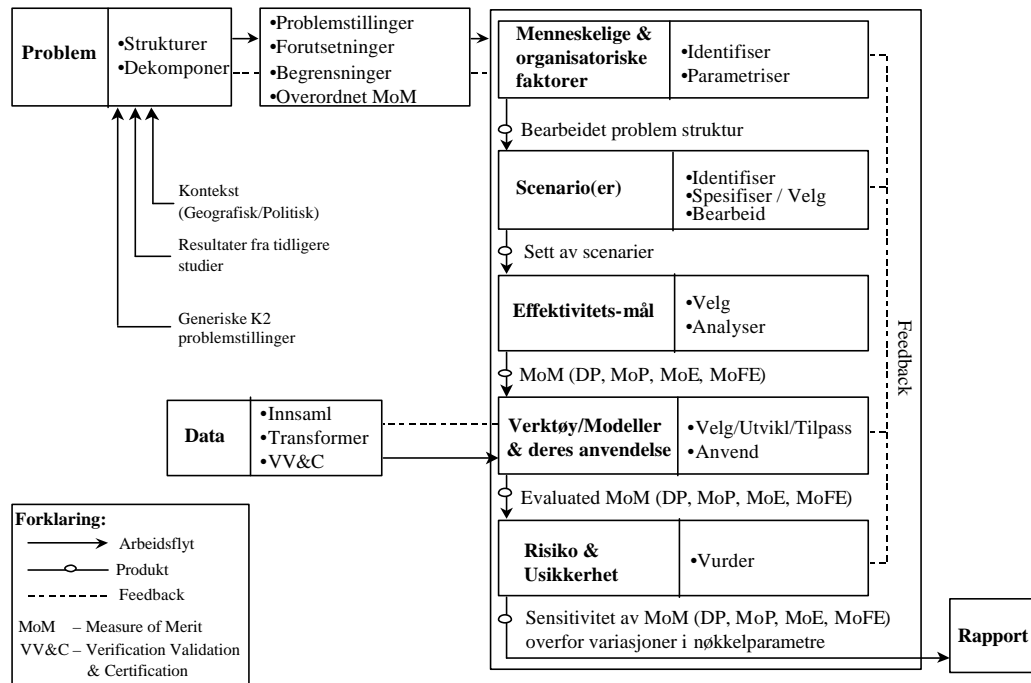 Problem
•Strukturer
•Dekomponer
•Problemstillinger
•Forutsetninger
•Begrensninger
•Overordnet MoM
Menneskelige &
organisatoriske
faktorer
•Identifiser
•Parametriser
Bearbeidet problem struktur
Kontekst
(Geografisk/Politisk)
Resultater fra tidligere
studier
Generiske K2
problemstillinger
Scenario(er)
•Identifiser
•Spesifiser / Velg
•Bearbeid
Sett av scenarier
Effektivitets-mål
•Velg
•Analyser
Feedback
MoM (DP, MoP, MoE, MoFE)
Data
•Innsaml
•Transformer
•VV&C
Verktøy/Modeller
& deres anvendelse
•Velg/Utvikl/Tilpass
•Anvend
Evaluated MoM (DP, MoP, MoE, MoFE)
Risiko &
Usikkerhet
•Vurder
Sensitivitet av MoM (DP, MoP, MoE, MoFE)
overfor variasjoner i nøkkelparametre
Rapport
Forklaring:
Arbeidsflyt
Produkt
Feedback
MoM – Measure of Merit
VV&C – Verification Validation
& Certification